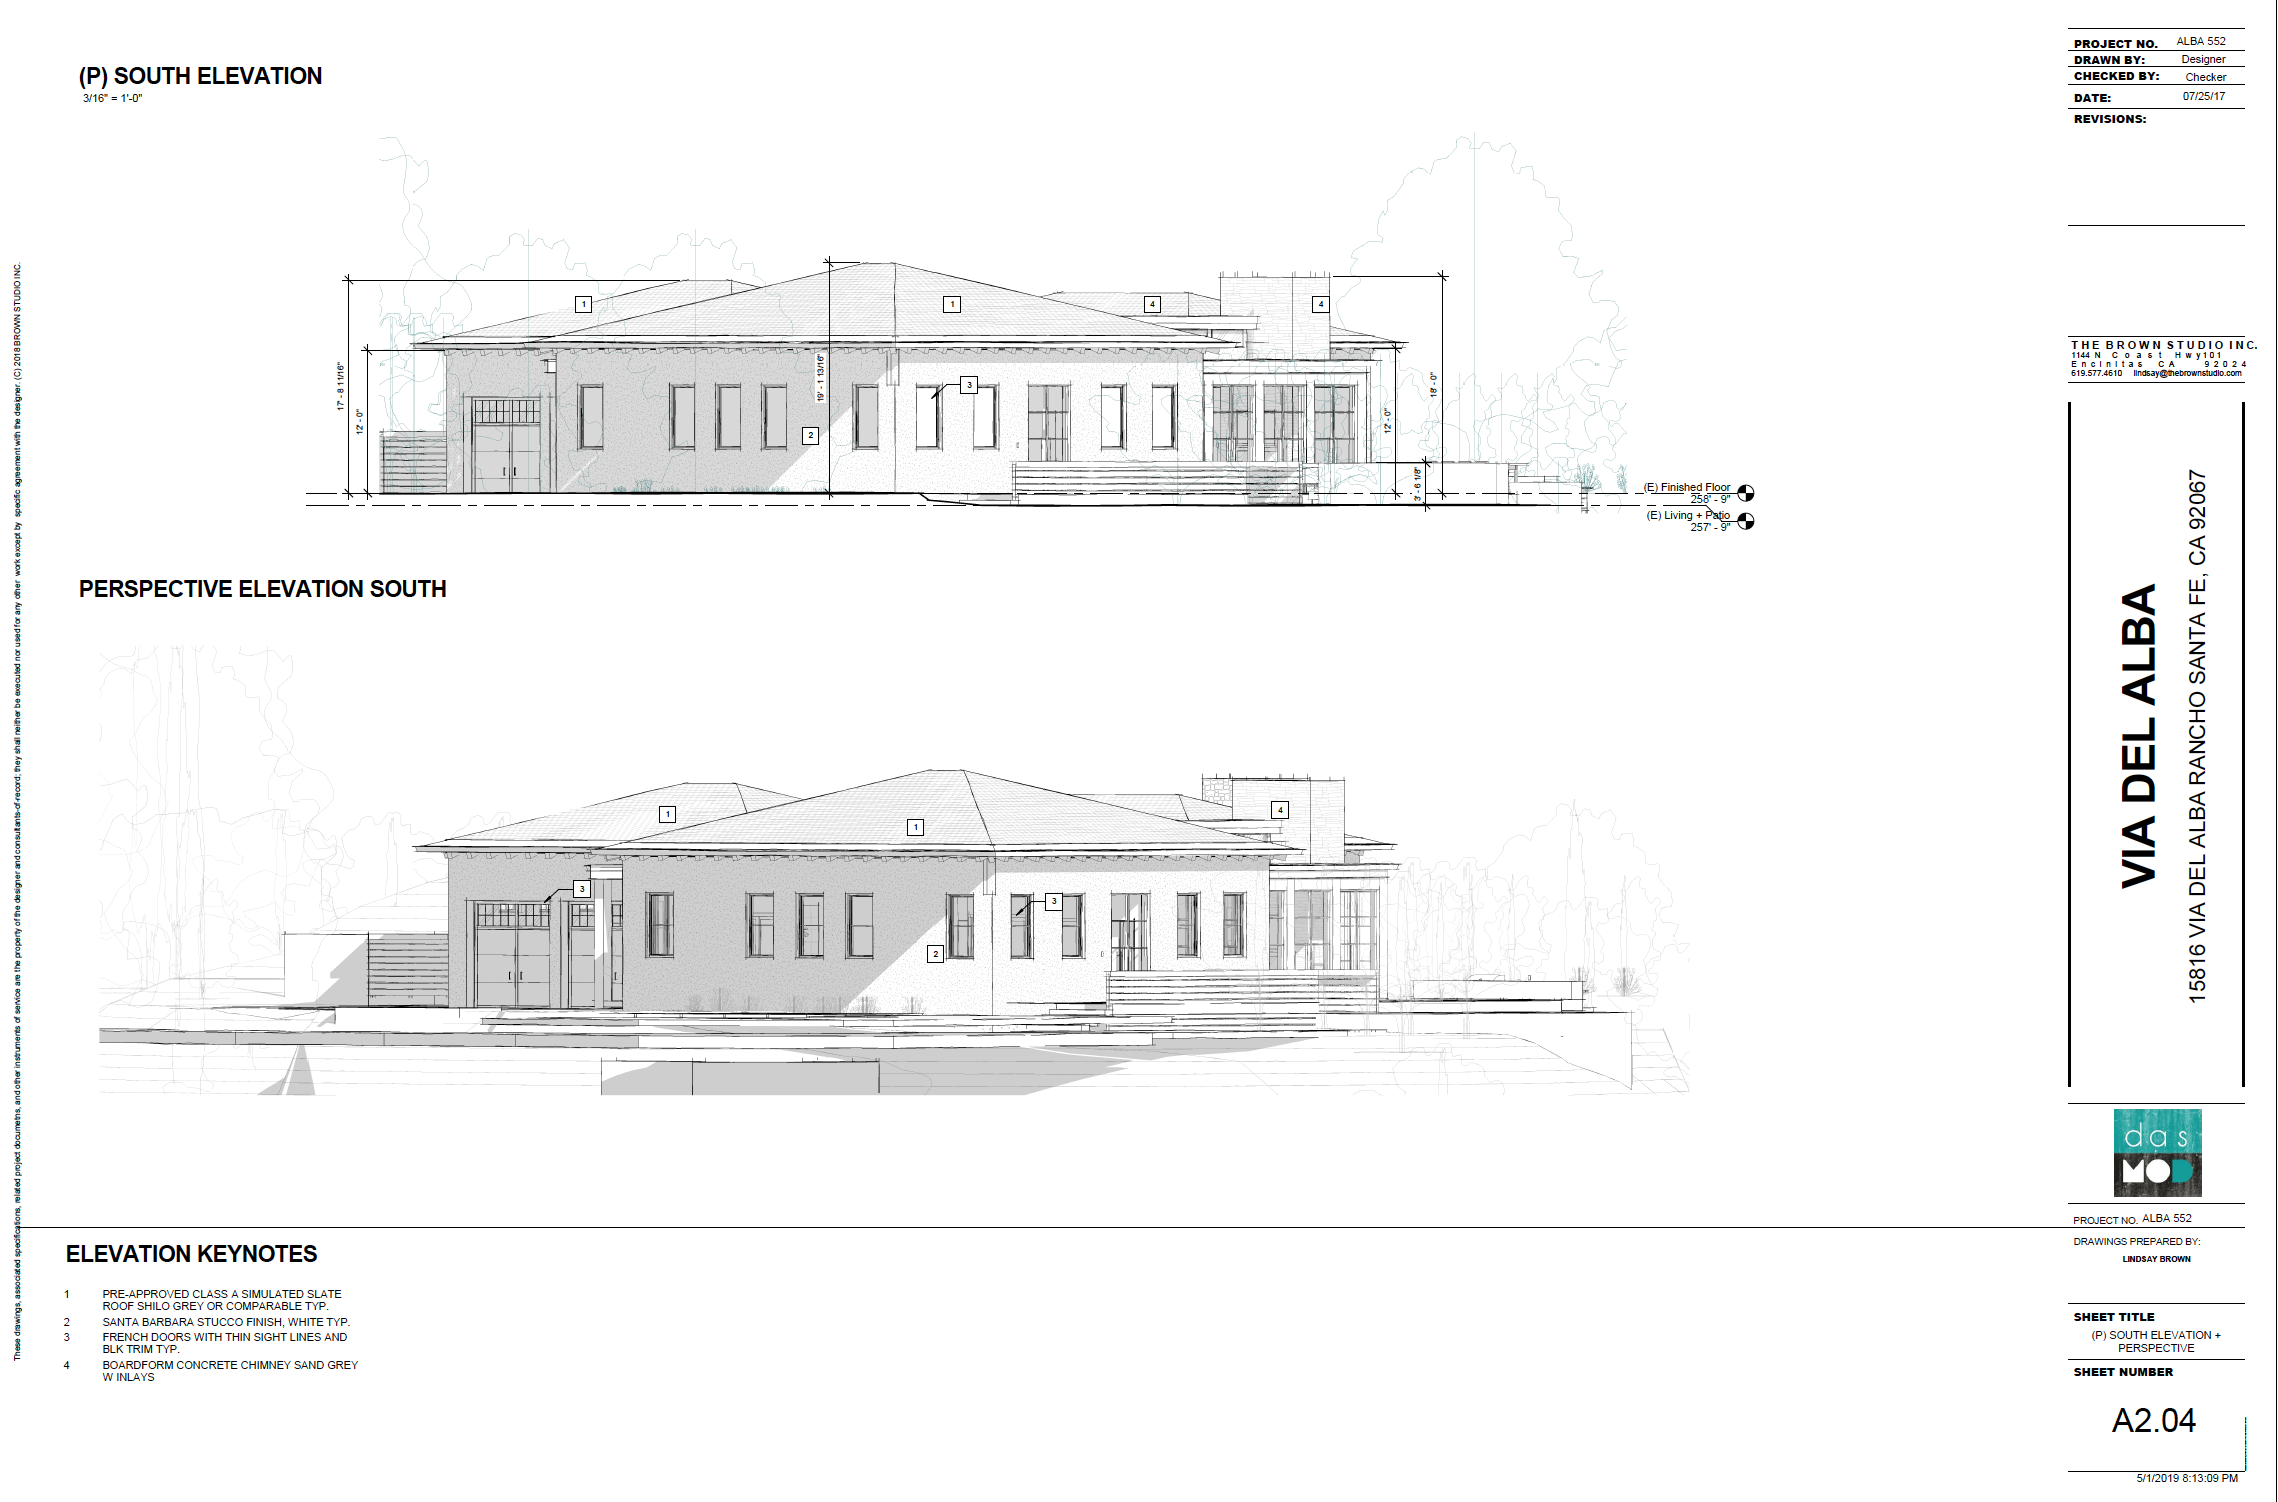 (P) SOUTH ELEVATION
3/16" = 1'-0"
1
1
4
4
3
2
17' - 8 11/16"
12' - 0"
19' - 1 13/16"
12' - 0"
18' - 0"
3' - 6 1/8"
(E) Finished Floor
258' - 9"
(E) Living + Patio
257' - 9"
PERSPECTIVE ELEVATION SOUTH
1
1
4
3
3
2
ELEVATION KEYNOTES
1 PRE-APPROVED CLASS A SIMULATED SLATE
ROOF SHILO GREY OR COMPARABLE TYP.
2 SANTA BARBARA STUCCO FINISH, WHITE TYP.
3 FRENCH DOORS WITH THIN SIGHT LINES AND
BLK TRIM TYP.
4 BOARDFORM CONCRETE CHIMNEY SAND GREY
W INLAYS
These drawings, associated specifications, related project documetns, and other instruments of service are the property of the designer and consultants-of-record; they shall neither be executed nor used for any other work except by specific agreement with the designer. (C) 2018 BROWN STUDIO INC.
PROJECT NO. ALBA 552
DRAWN BY: Designer
CHECKED BY: Checker
DATE: 07/25/17
REVISIONS:
THE BROWN STUDIO INC.
1144 N Coast Hwy101
Encinitas CA 92024
619.577.4610 lindsay@thebrownstudio.com
VIA DEL ALBA
15816 VIA DEL ALBA RANCHO SANTA FE, CA 92067
das
MOD
PROJECT NO. ALBA 552
DRAWINGS PREPARED BY:
LINDSAY BROWN
SHEET TITLE
(P) SOUTH ELEVATION +
PERSPECTIVE
SHEET NUMBER
A2.04
5/1/2019 8:13:09 PM